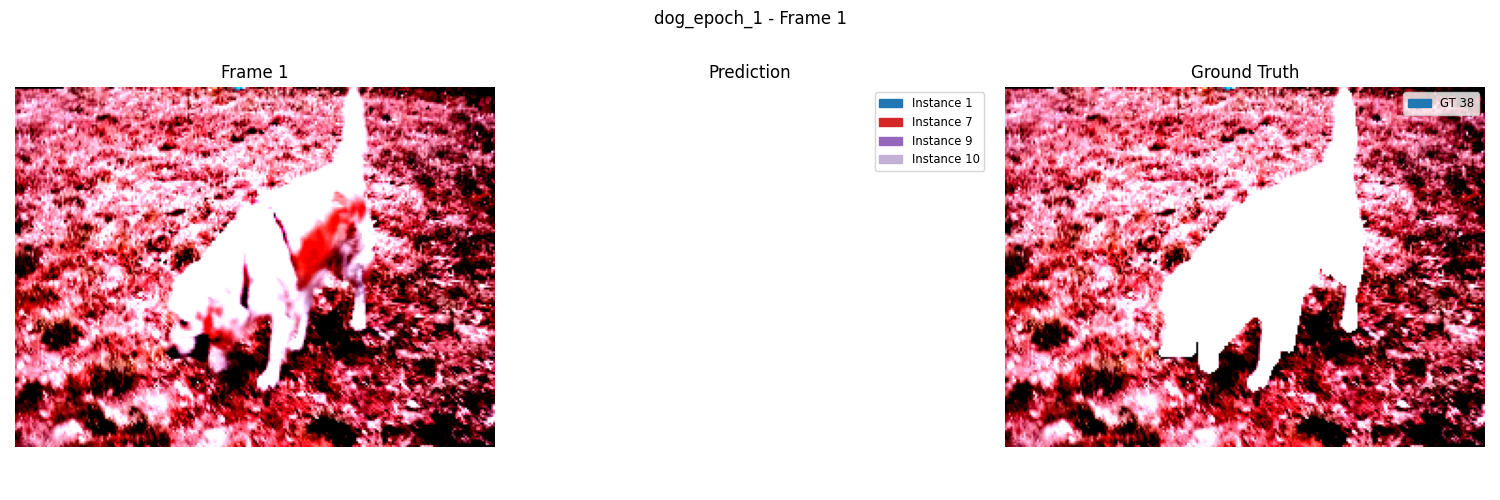 dog_epoch_1 - Frame 1
Frame 1
Prediction
Ground Truth
Instance 1
Instance 7
Instance 9
Instance 10
GT 38